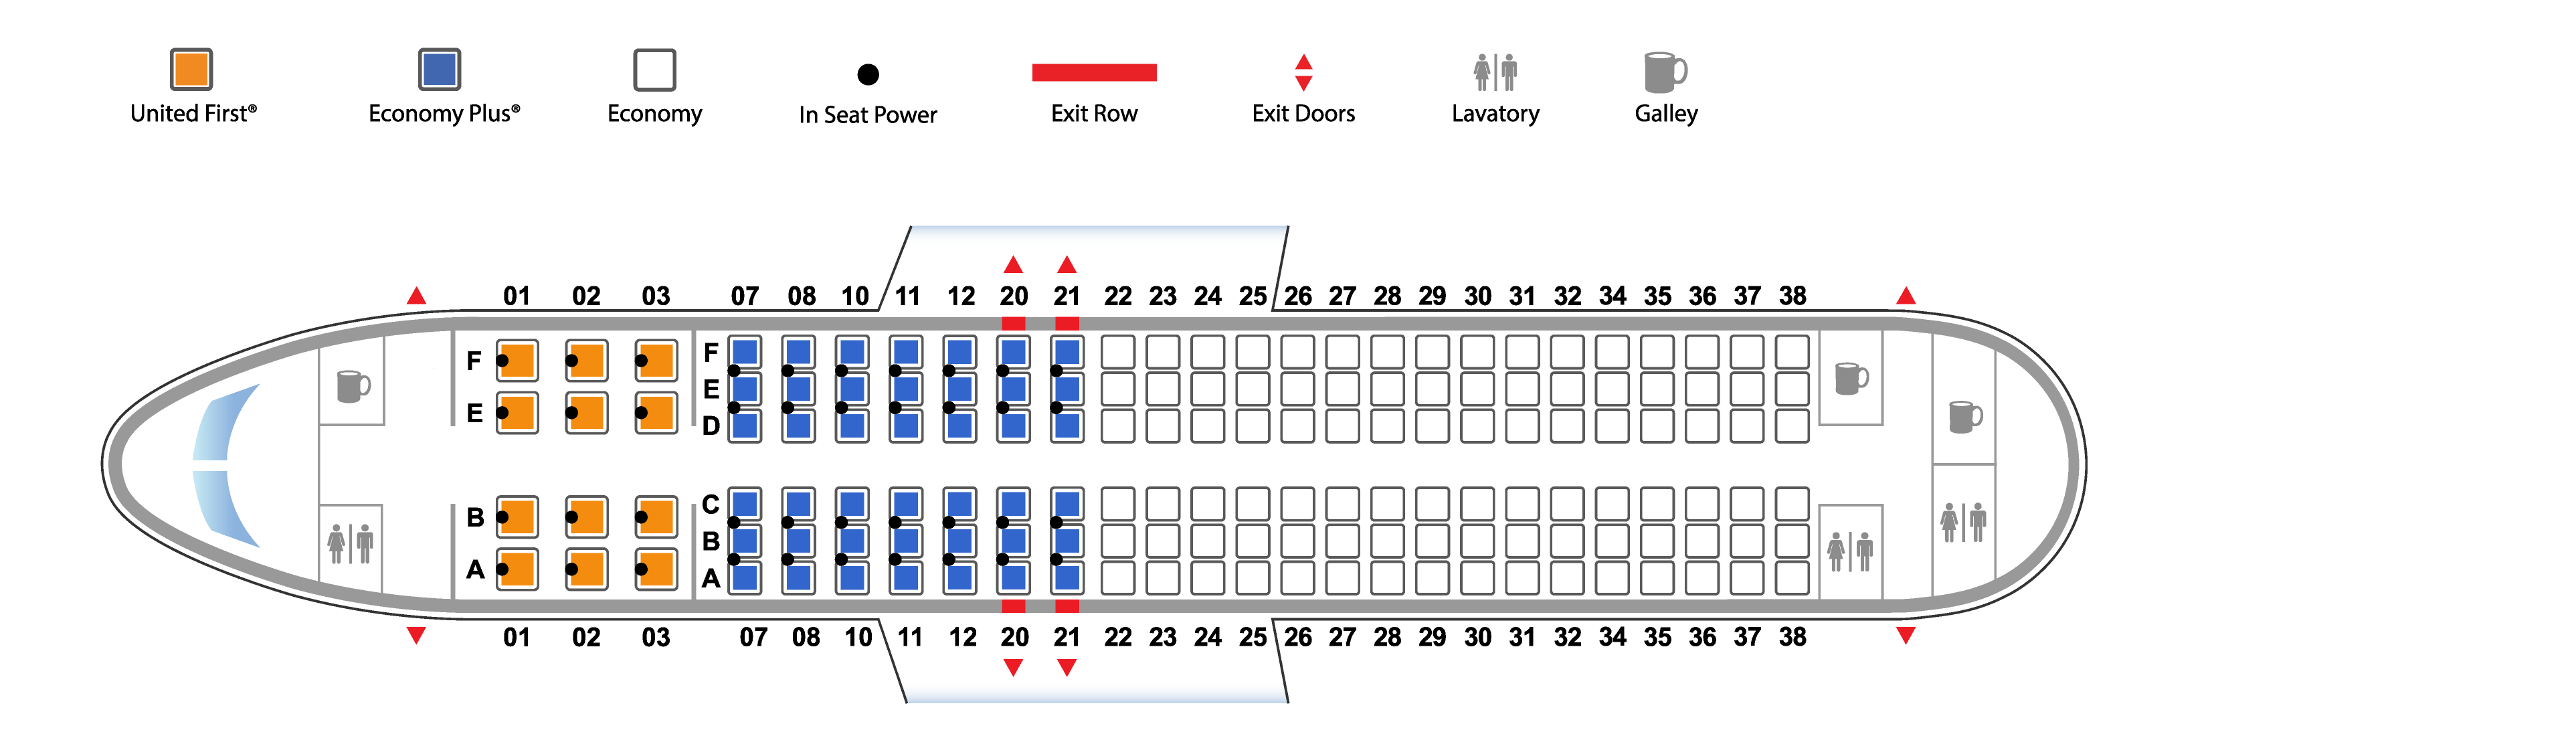 United First® Economy Plus® Economy In Seat Power Exit Row Exit Doors Lavatory Galley
01 02 03 07 08 10 11 12 20 21 22 23 24 25 26 27 28 29 30 31 32 34 35 36 37 38
F F
E E
D
B C
B
A A
01 02 03 07 08 10 11 12 20 21 22 23 24 25 26 27 28 29 30 31 32 34 35 36 37 38